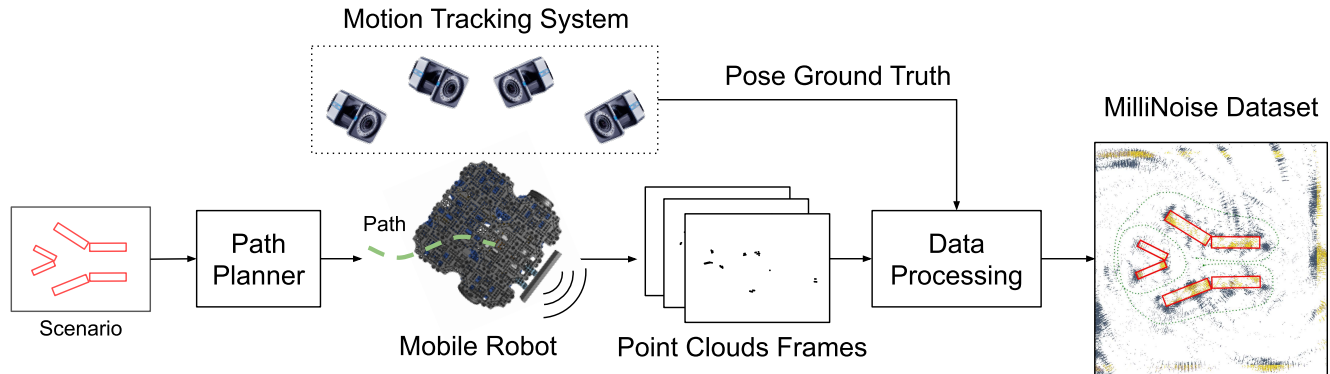 Motion Tracking System
Pose Ground Truth
MilliNoise Dataset
Path
Path
Planner
Data
Processing
Scenario
Mobile Robot
Point Clouds Frames